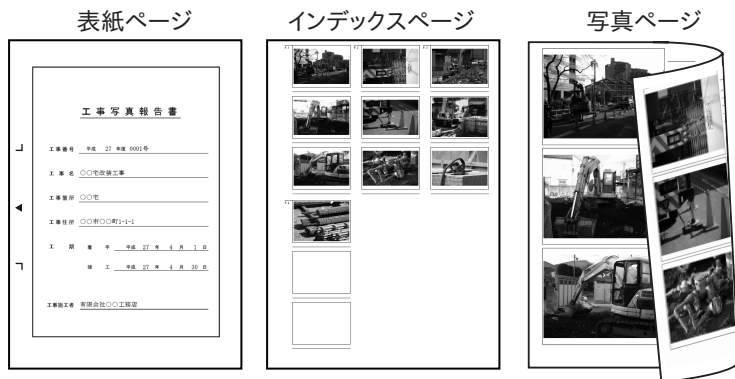 表紙ページ
インデックスページ
写真ページ
工事写真報告書
工事番号 平成 27 年度 0001号
工事名 〇〇宅改修工事
工事箇所 〇〇宅
工事住所 〇〇市〇〇町1-1-1
工期 着手 平成 27 年 4 月 1 日
竣工 平成 27 年 4 月 30 日
工事施工者 有限会社〇〇工務店